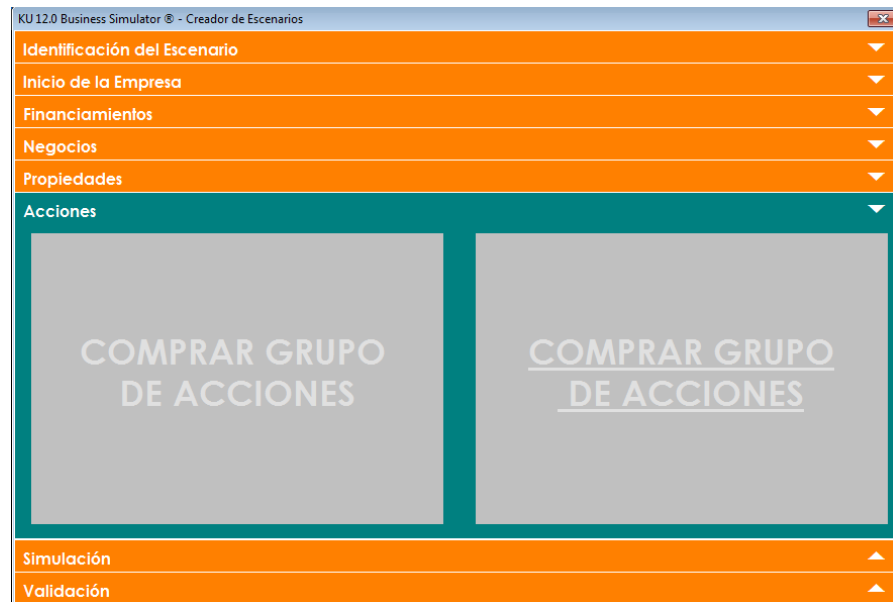 KU 12.0 Business Simulator ® - Creador de Escenarios
Identificación del Escenario
Inicio de la Empresa
Financiamientos
Negocios
Propiedades
Acciones
COMPRAR GRUPO
DE ACCIONES
COMPRAR GRUPO
DE ACCIONES
Simulación
Validación